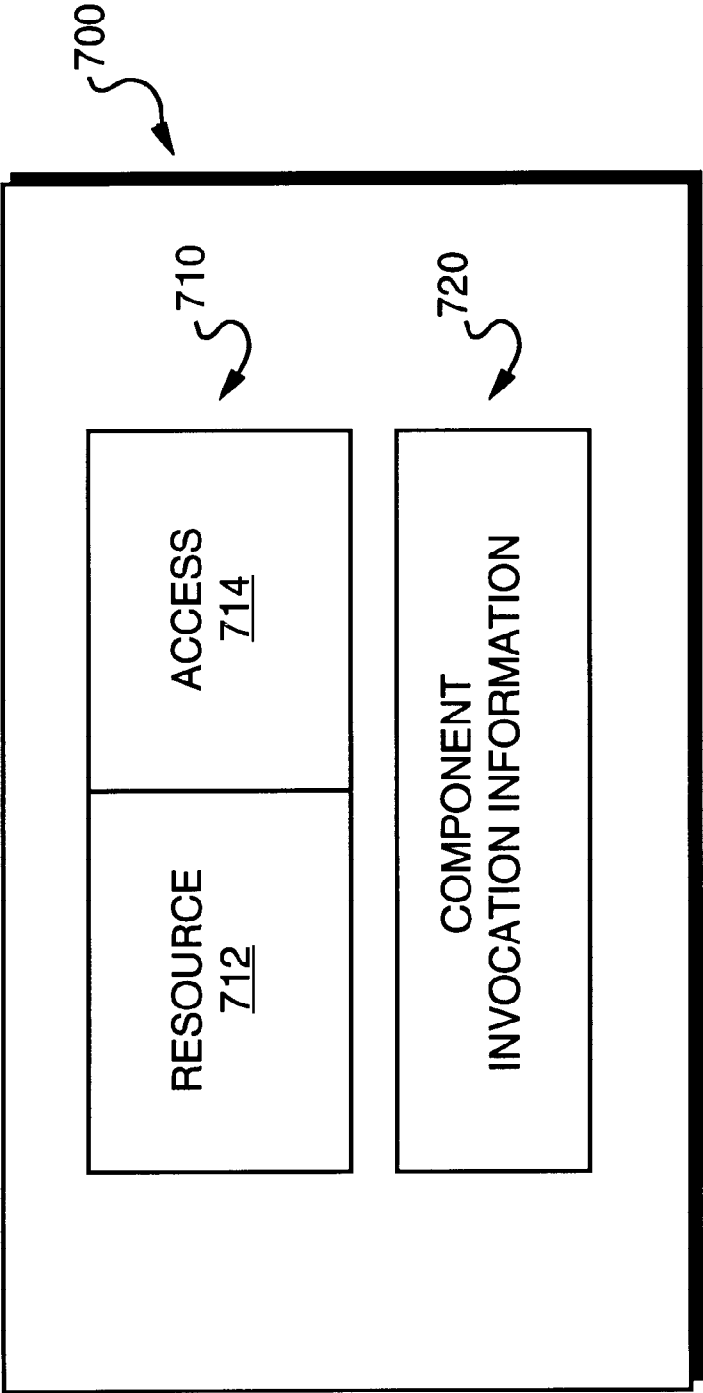 700
710
RESOURCE
712
ACCESS
714
720
COMPONENT
INVOCATION INFORMATION